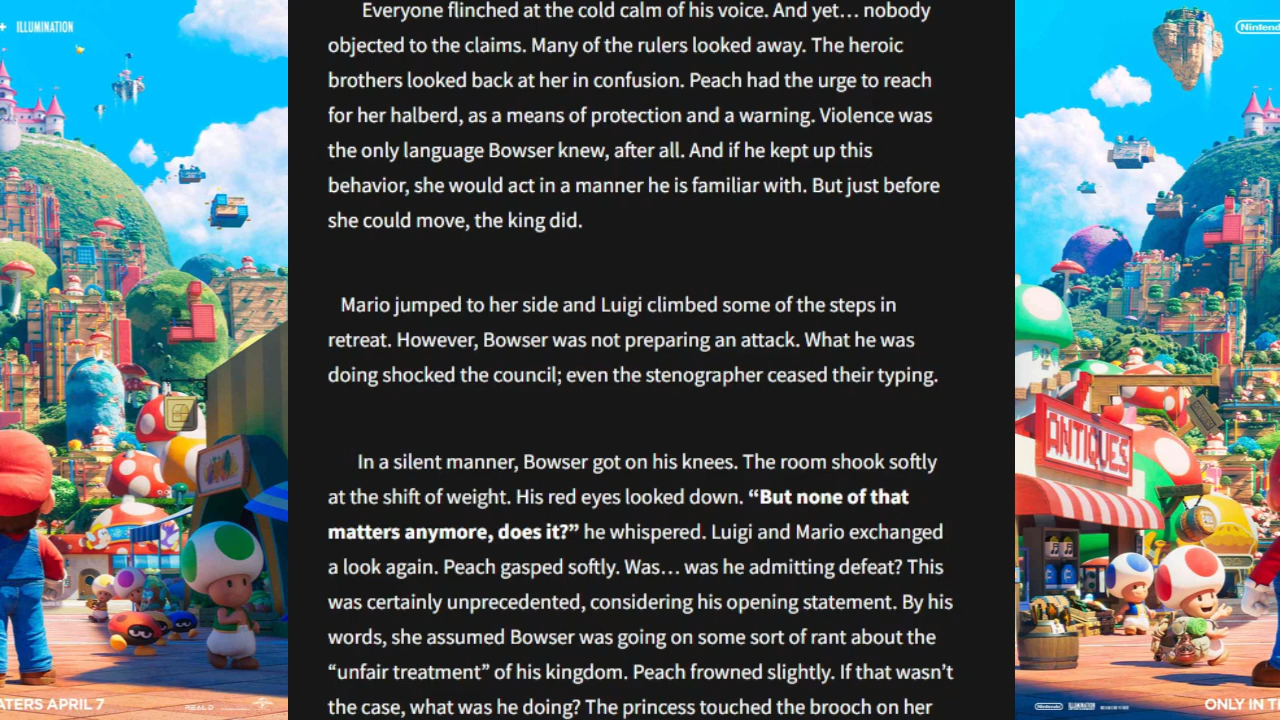 ILLUMINATION
Nintend
Everyone flinched at the cold calm of his voice. And yet… nobody
objected to the claims. Many of the rulers looked away. The heroic
brothers looked back at her in confusion. Peach had the urge to reach
for her halberd, as a means of protection and a warning. Violence was
the only language Bowser knew, after all. And if he kept up this
behavior, she would act in a manner he is familiar with. But just before
she could move, the king did.
Mario jumped to her side and Luigi climbed some of the steps in
retreat. However, Bowser was not preparing an attack. What he was
doing shocked the council; even the stenographer ceased their typing.
In a silent manner, Bowser got on his knees. The room shook softly
at the shift of weight. His red eyes looked down. “But none of that
matters anymore, does it?” he whispered. Luigi and Mario exchanged
a look again. Peach gasped softly. Was… was he admitting defeat? This
was certainly unprecedented, considering his opening statement. By his
words, she assumed Bowser was going on some sort of rant about the
“unfair treatment” of his kingdom. Peach frowned slightly. If that wasn’t
the case, what was he doing? The princess touched the brooch on her
ANTIQUES
ATERS APRIL 7
REALD
Nintendo
ILLUMINATION
ONLY IN T